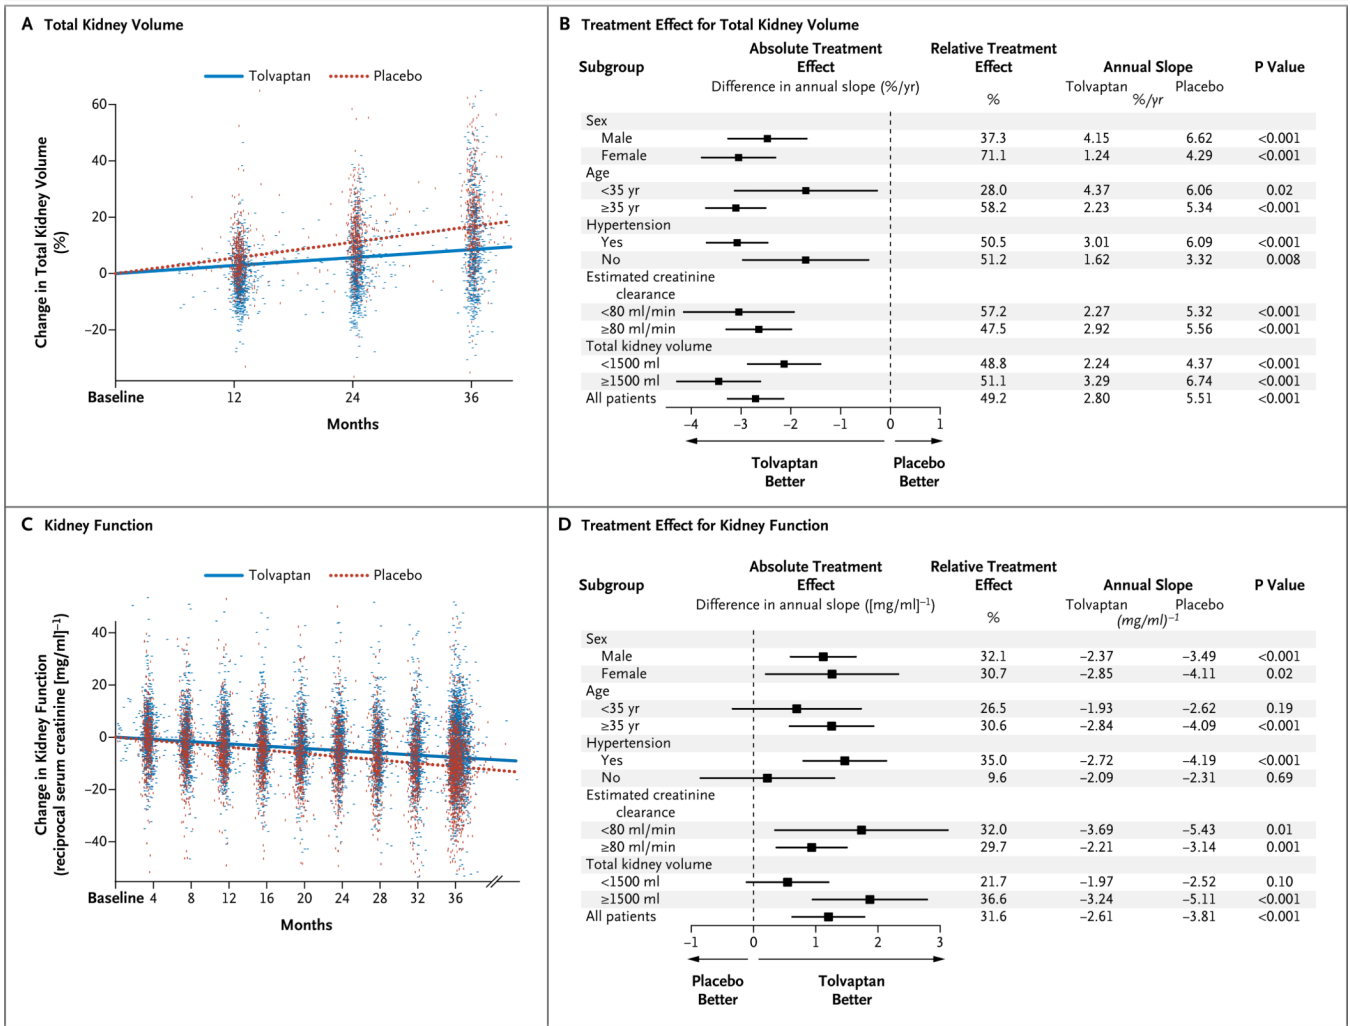 A Total Kidney Volume
Tolvaptan Placebo
Change in Total Kidney Volume
(%)
60
40
20
0
−20
Baseline 12 24 36
Months
B Treatment Effect for Total Kidney Volume
Subgroup Absolute Treatment Effect Relative Treatment Effect Annual Slope P Value
Difference in annual slope (%/yr) % Tolvaptan Placebo
%/yr
Sex
Male 37.3 4.15 6.62 <0.001
Female 71.1 1.24 4.29 <0.001
Age
<35 yr 28.0 4.37 6.06 0.02
≥35 yr 58.2 2.23 5.34 <0.001
Hypertension
Yes 50.5 3.01 6.09 <0.001
No 51.2 1.62 3.32 0.008
Estimated creatinine
clearance
<80 ml/min 57.2 2.27 5.32 <0.001
≥80 ml/min 47.5 2.92 5.56 <0.001
Total kidney volume
<1500 ml 48.8 2.24 4.37 <0.001
≥1500 ml 51.1 3.29 6.74 <0.001
All patients 49.2 2.80 5.51 <0.001
−4 −3 −2 −1 0 1
Tolvaptan Better Placebo Better
C Kidney Function
Tolvaptan Placebo
Change in Kidney Function
(reciprocal serum creatinine [mg/ml]−1)
40
20
0
−20
−40
Baseline 4 8 12 16 20 24 28 32 36
Months
D Treatment Effect for Kidney Function
Subgroup Absolute Treatment Effect Relative Treatment Effect Annual Slope P Value
Difference in annual slope ([mg/ml]−1) % Tolvaptan Placebo
(mg/ml)−1
Sex
Male 32.1 −2.37 −3.49 <0.001
Female 30.7 −2.85 −4.11 0.02
Age
<35 yr 26.5 −1.93 −2.62 0.19
≥35 yr 30.6 −2.84 −4.09 <0.001
Hypertension
Yes 35.0 −2.72 −4.19 <0.001
No 9.6 −2.09 −2.31 0.69
Estimated creatinine
clearance
<80 ml/min 32.0 −3.69 −5.43 0.01
≥80 ml/min 29.7 −2.21 −3.14 0.001
Total kidney volume
<1500 ml 21.7 −1.97 −2.52 0.10
≥1500 ml 36.6 −3.24 −5.11 <0.001
All patients 31.6 −2.61 −3.81 <0.001
−1 0 1 2 3
Placebo Better Tolvaptan Better